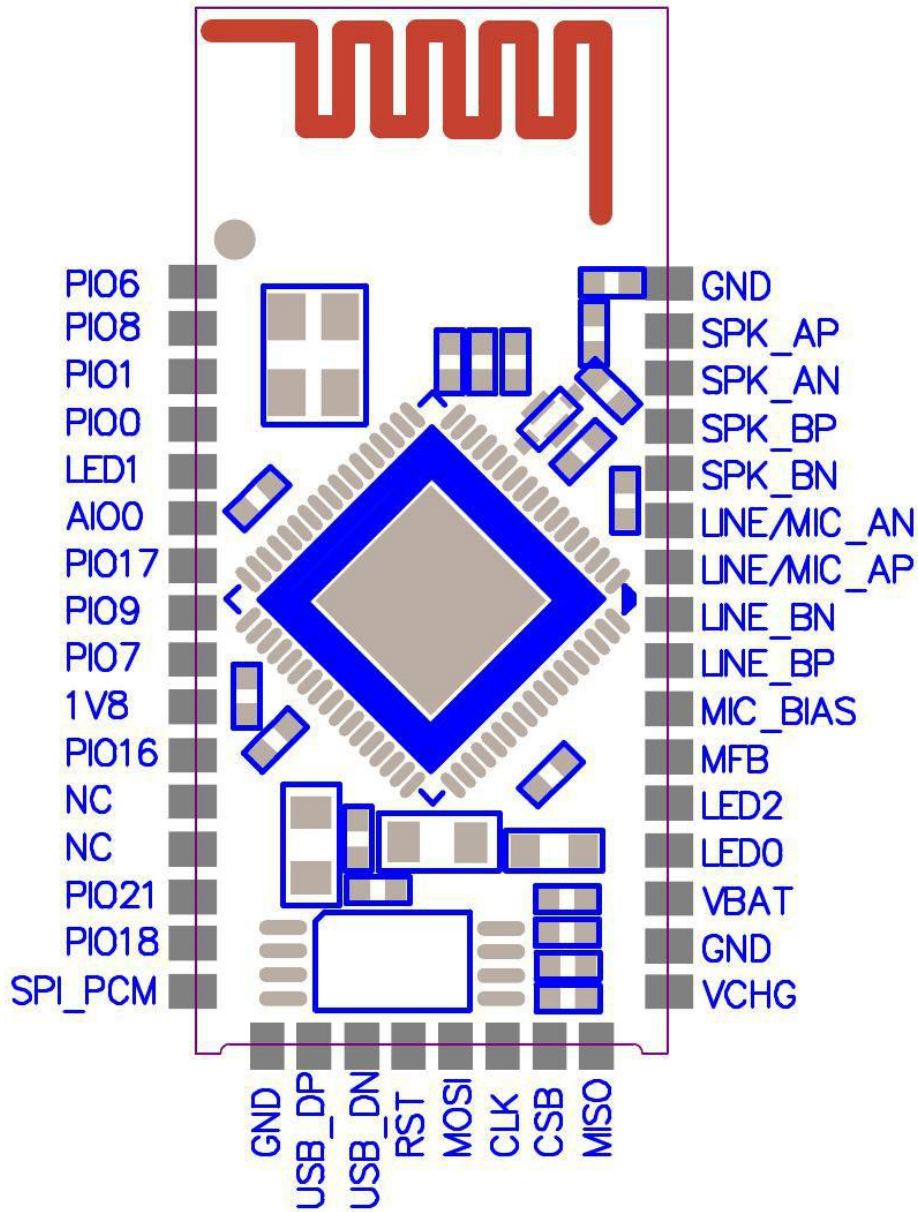 PIO6
PIO8
PIO1
PIO0
LED1
AIO0
PIO17
PIO9
PIO7
1V8
PIO16
NC
NC
PIO21
PIO18
SPI_PCM
GND
USB_DP
USB_DN
RST
MOSI
CLK
CSB
MISO
GND
SPK_AP
SPK_AN
SPK_BP
SPK_BN
LINE/MIC_AN
LINE/MIC_AP
LINE_BN
LINE_BP
MIC_BIAS
MFB
LED2
LED0
VBAT
GND
VCHG